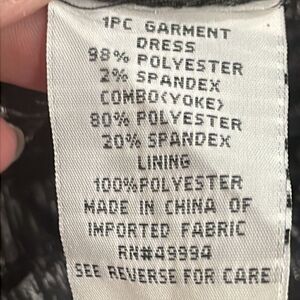 1PC GARMENT
DRESS
98% POLYESTER
2% SPANDEX
COMBO(YOKE)
80% POLYESTER
20% SPANDEX
LINING
100%POLYESTER
MADE IN CHINA OF
IMPORTED FABRIC
RN#49994
SEE REVERSE FOR CARE